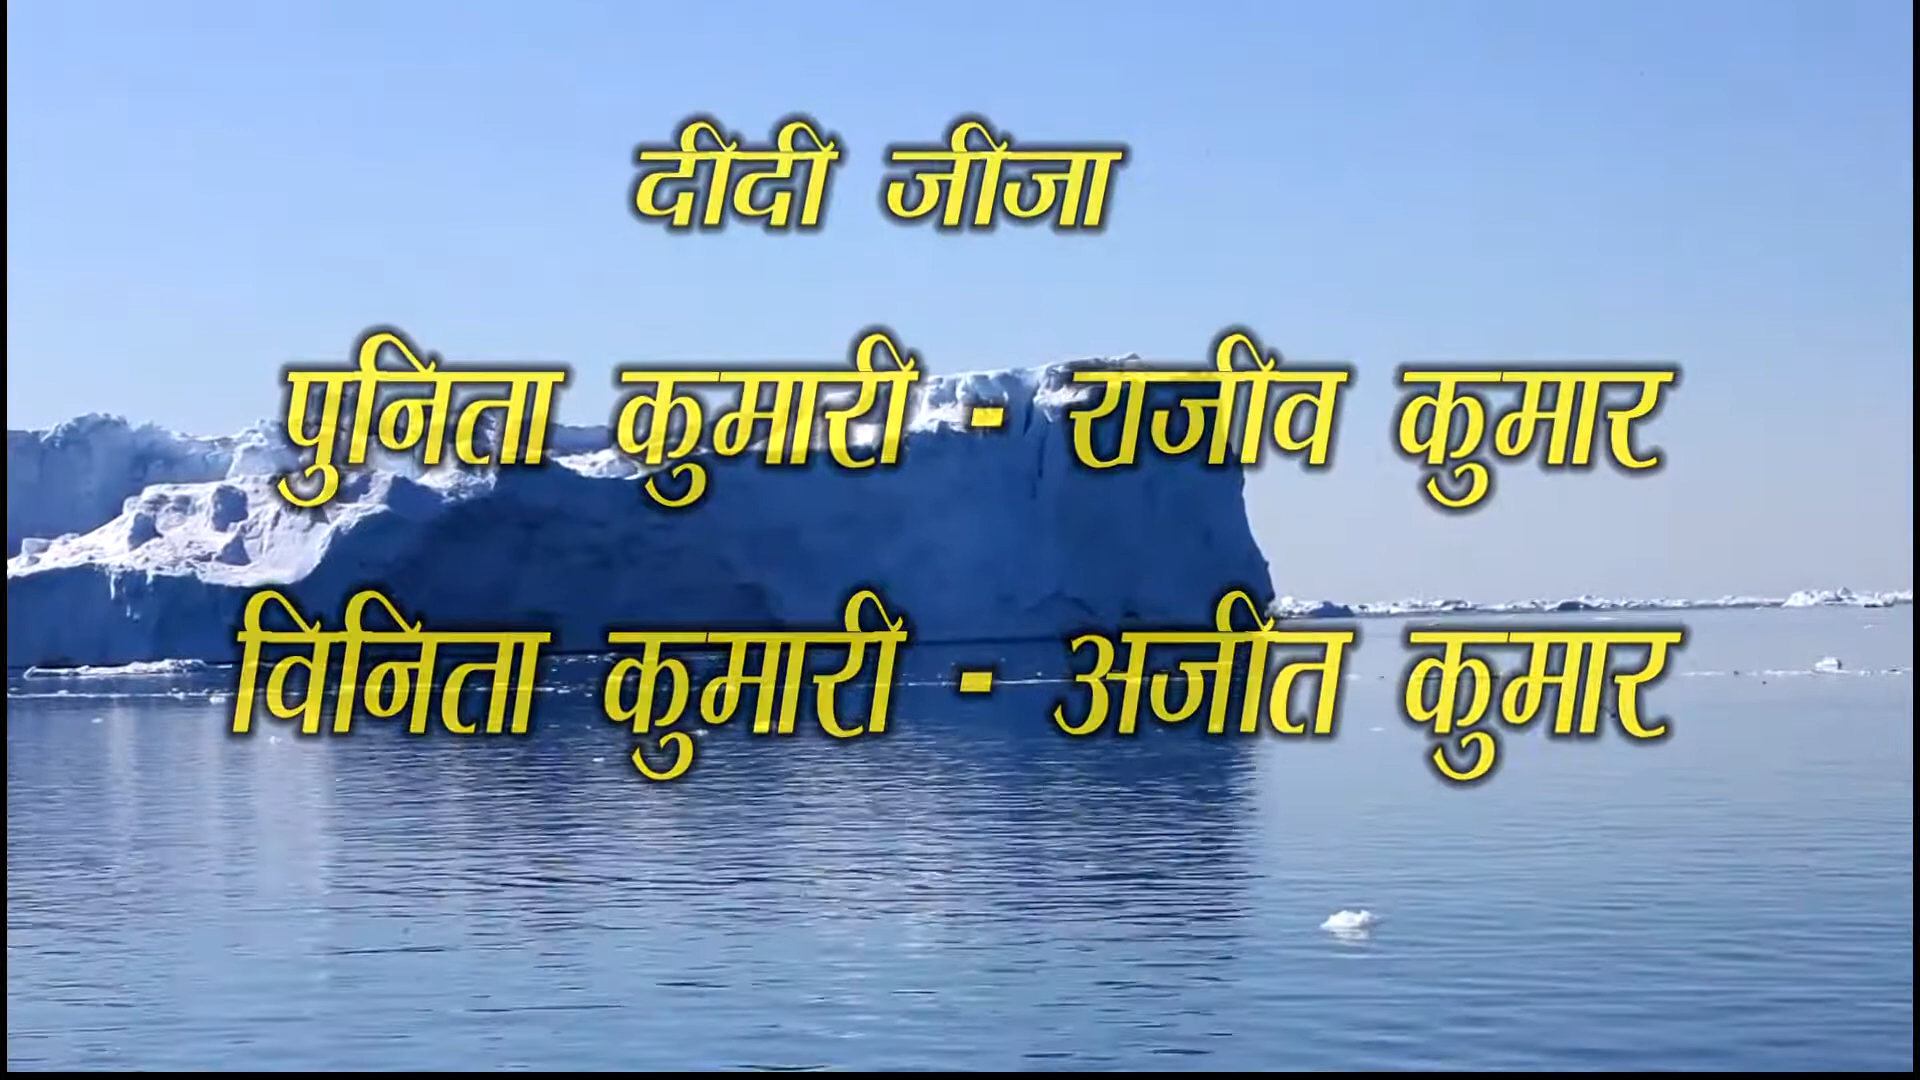 दीदी जीजा
पुनिता कुमारी - राजीव कुमार
विनिता कुमारी - अजीत कुमार